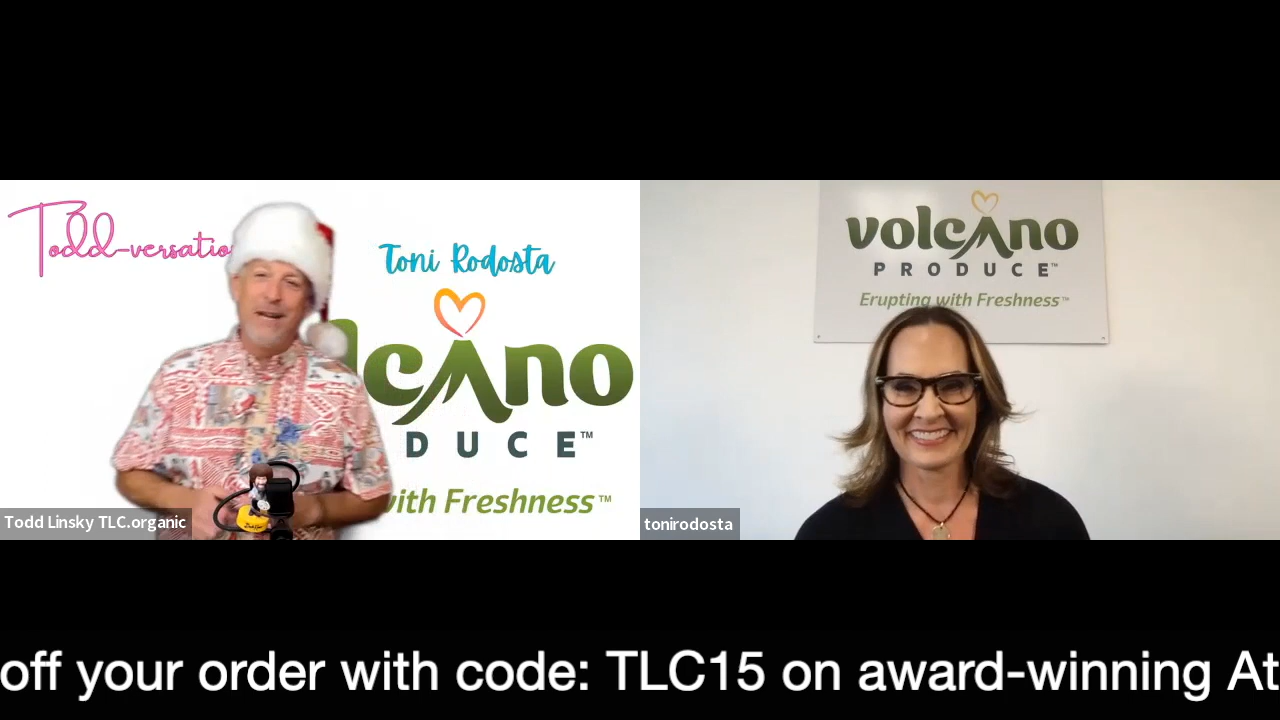 Todd-versatio
Toni Rodosta
lcano
DUCE™
with Freshness™
Todd Linsky TLC.organic
volcano
PRODUCE™
Erupting with Freshness™
tonirodosta
off your order with code: TLC15 on award-winning At